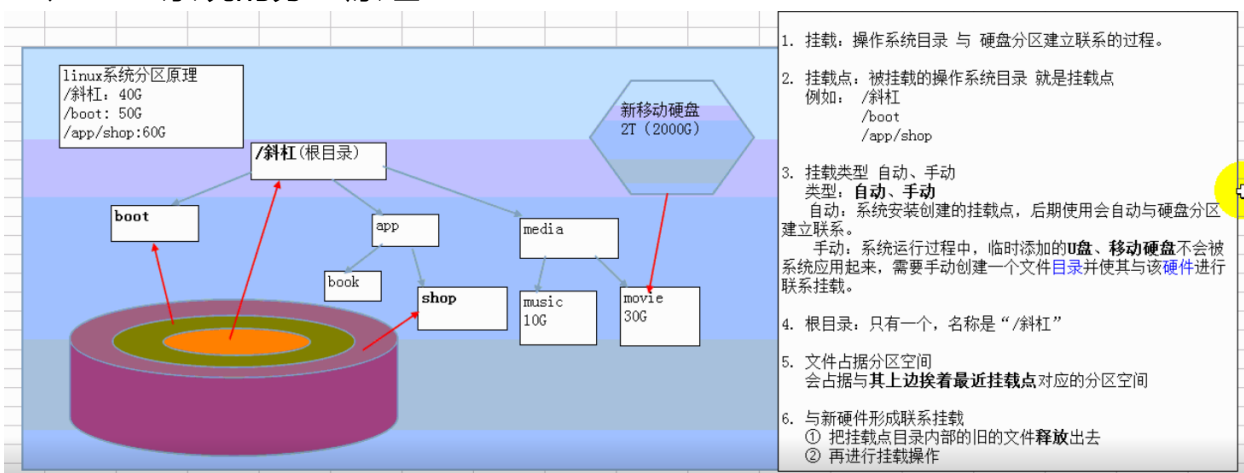 linux系统分区原理
/斜杠: 40G
/boot: 50G
/app/shop:60G
/斜杠(根目录)
新移动硬盘
2T（2000G）
boot
app
media
book
shop
music
10G
movie
30G
1. 挂载：操作系统目录 与 硬盘分区建立联系的过程。
2. 挂载点：被挂载的操作系统目录 就是挂载点
例如： /斜杠
/boot
/app/shop
3. 挂载类型 自动、手动
类型：自动、手动
自动：系统安装创建的挂载点，后期使用会自动与硬盘分区
建立联系。
手动：系统运行过程中，临时添加的U盘、移动硬盘不会被
系统应用起来，需要手动创建一个文件目录并使其与该硬件进行
联系挂载。
4. 根目录：只有一个，名称是“/斜杠”
5. 文件占据分区空间
会占据与其上边挨着最近挂载点对应的分区空间
6. 与新硬件形成联系挂载
① 把挂载点目录内部的旧的文件释放出去
② 再进行挂载操作